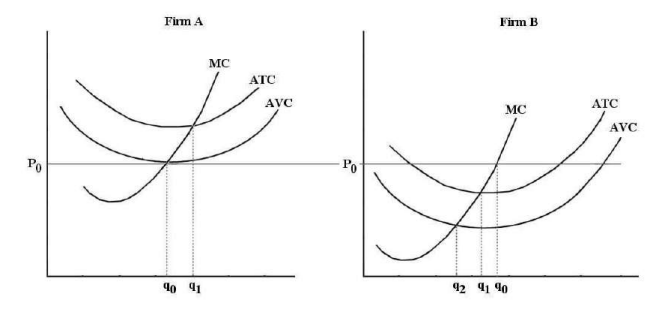 Firm A
MC
ATC
AVC
P0
q0 q1
Firm B
MC
ATC
AVC
P0
q2 q1 q0